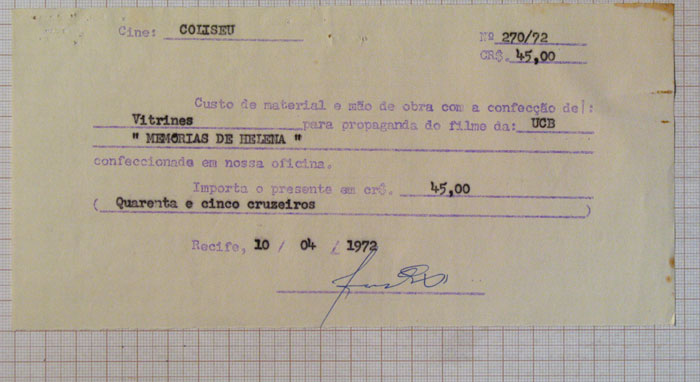 Cine: COLISEU Nº 270/72
CR$. 45,00
Custo de material e mão de obra com a confecção de:
Vitrines para propaganda do filme da: UCB
" MEMÓRIAS DE HELENA "
confeccionada em nossa oficina.
Importa o presente em cr$. 45,00
( Quarenta e cinco cruzeiros )
Recife, 10 / 04 / 1972